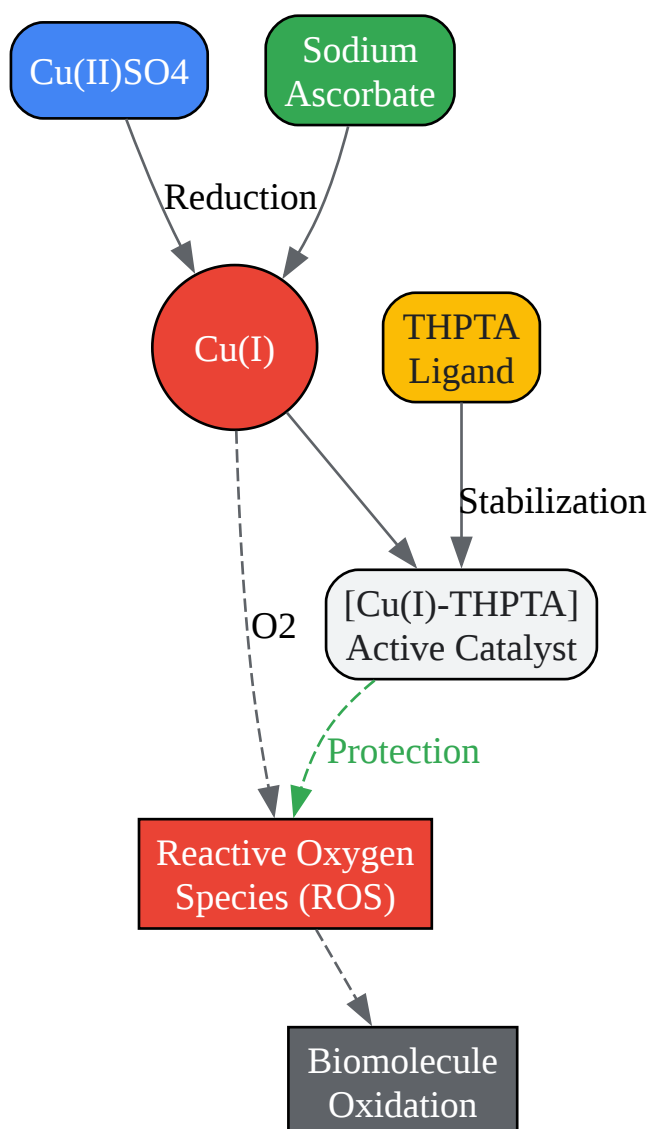 Cu(II)SO4
Sodium
Ascorbate
Reduction
Cu(I)
THPTA
Ligand
Stabilization
[Cu(I)-THPTA]
Active Catalyst
O2
Protection
Reactive Oxygen
Species (ROS)
Biomolecule
Oxidation